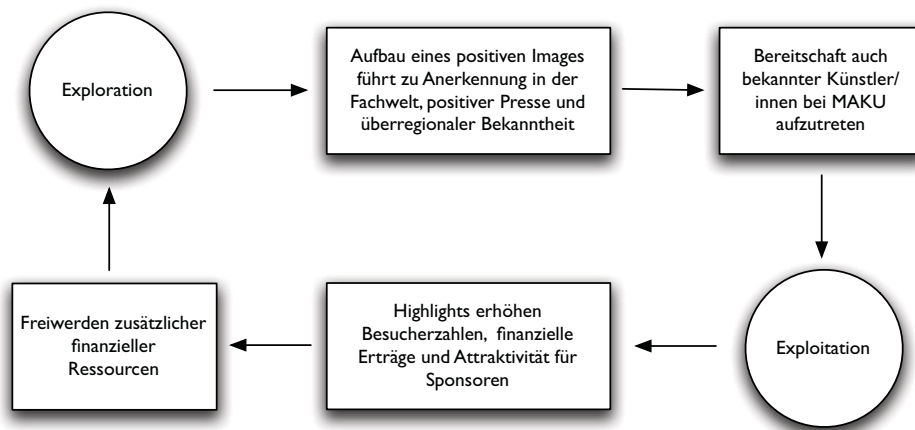 Exploration
Aufbau eines positiven Images
führt zu Anerkennung in der
Fachwelt, positiver Presse und
überregionaler Bekanntheit
Bereitschaft auch
bekannter Künstler/
innen bei MAKU
aufzutreten
Exploitation
Highlights erhöhen
Besucherzahlen, finanzielle
Erträge und Attraktivität für
Sponsoren
Freiwerden zusätzlicher
finanzieller
Ressourcen